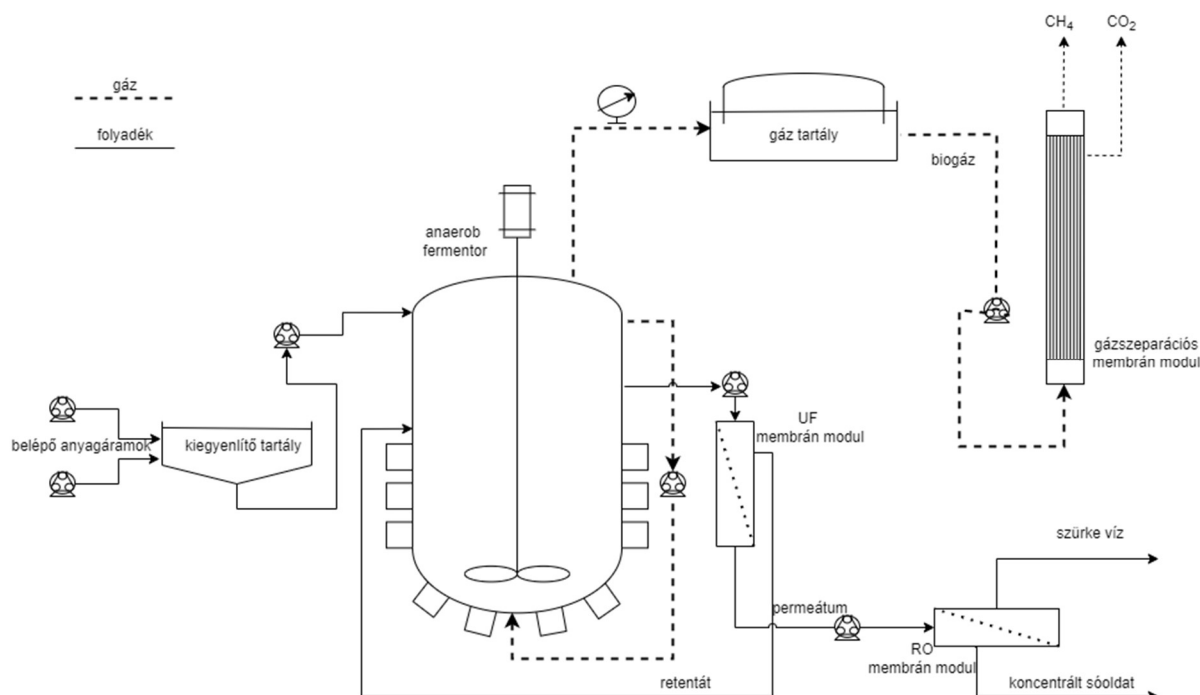 CH₄
CO₂
gáz
folyadék
gáz tartály
biogáz
anaerob
fermentor
gázszeparációs
membrán modul
UF
membrán modul
belépő anyagáramok
kiegyenlítő tartály
szürke víz
permeátum
RO
membrán modul
retentát
koncentrált sóoldat